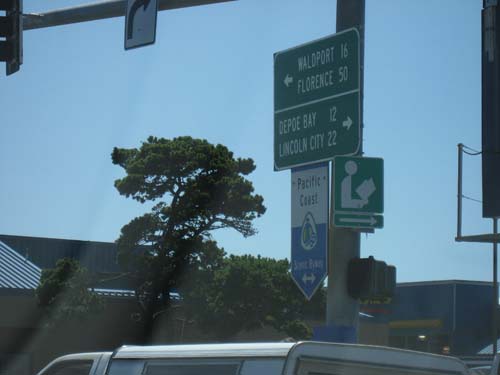 WALDPORT 16
FLORENCE 50
DEPOE BAY 12
LINCOLN CITY 22
Pacific
Coast
Scenic Byway